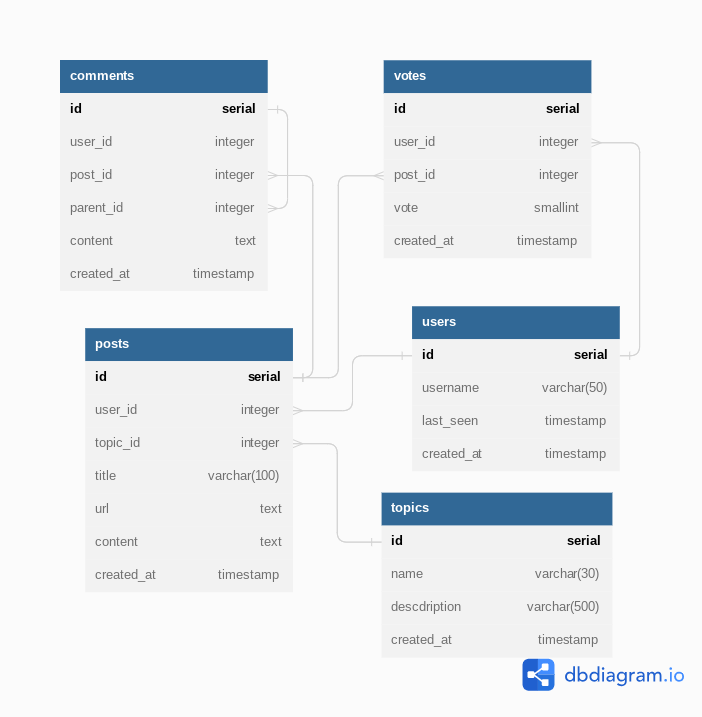 comments
id serial
user_id integer
post_id integer
parent_id integer
content text
created_at timestamp
votes
id serial
user_id integer
post_id integer
vote smallint
created_at timestamp
posts
id serial
user_id integer
topic_id integer
title varchar(100)
url text
content text
created_at timestamp
users
id serial
username varchar(50)
last_seen timestamp
created_at timestamp
topics
id serial
name varchar(30)
descdription varchar(500)
created_at timestamp
dbdiagram.io